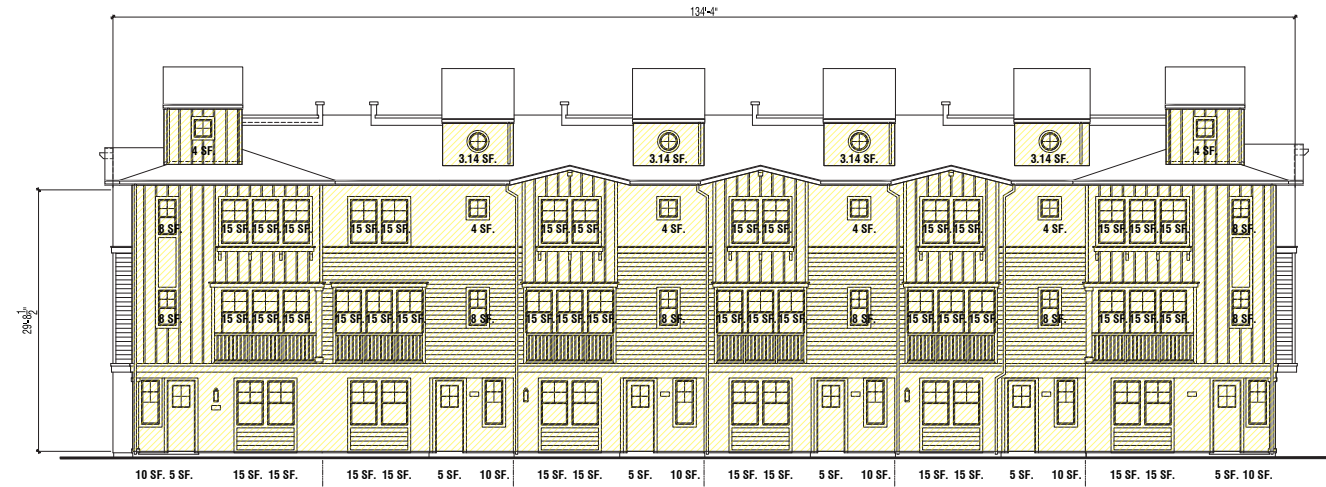 134'-4"
4 SF. 3.14 SF. 3.14 SF. 3.14 SF. 3.14 SF. 4 SF.
8 SF. 15 SF. 15 SF. 15 SF. 15 SF. 15 SF. 4 SF. 15 SF. 15 SF. 4 SF. 15 SF. 15 SF. 4 SF. 15 SF. 15 SF. 4 SF. 15 SF. 15 SF. 15 SF. 8 SF.
29'-8 1/2"
8 SF. 15 SF. 15 SF. 15 SF. 15 SF. 15 SF. 15 SF. 8 SF. 15 SF. 15 SF. 15 SF. 8 SF. 15 SF. 15 SF. 15 SF. 8 SF. 15 SF. 15 SF. 15 SF. 8 SF. 15 SF. 15 SF. 15 SF. 8 SF.
10 SF. 5 SF. 15 SF. 15 SF. 15 SF. 15 SF. 5 SF. 10 SF. 15 SF. 15 SF. 5 SF. 10 SF. 15 SF. 15 SF. 5 SF. 10 SF. 15 SF. 15 SF. 5 SF. 10 SF. 15 SF. 15 SF. 5 SF. 10 SF.